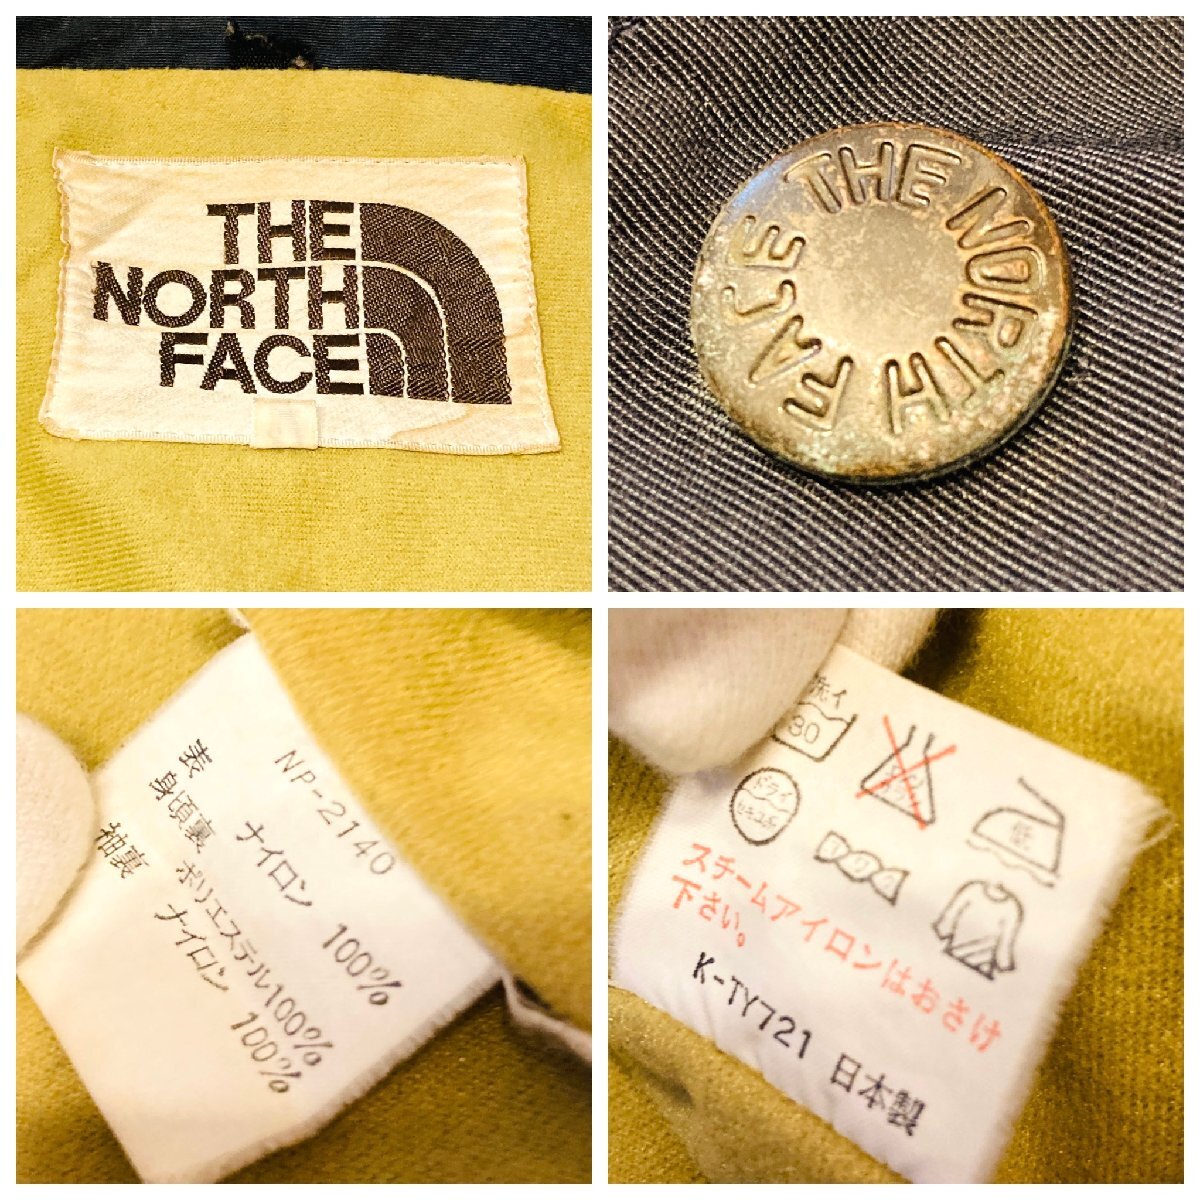 THE
NORTH
FACE
THE NORTH FACE
NP-2140
表 ナイロン 100%
身頃裏 ポリエステル100%
袖裏 ナイロン 100%
30
低
ドライ
スチームアイロンはおさけ
下さい。
K-TY721 日本製